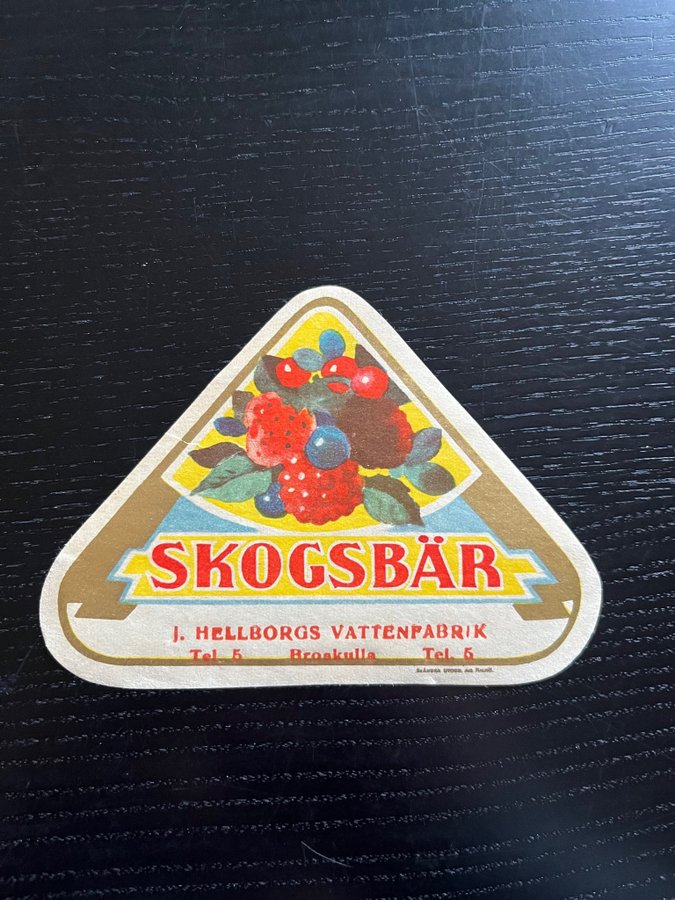 SKOGSBÄR
J. HELLBORGS VATTENFABRIK
Tel. 5 Broakulla Tel. 5